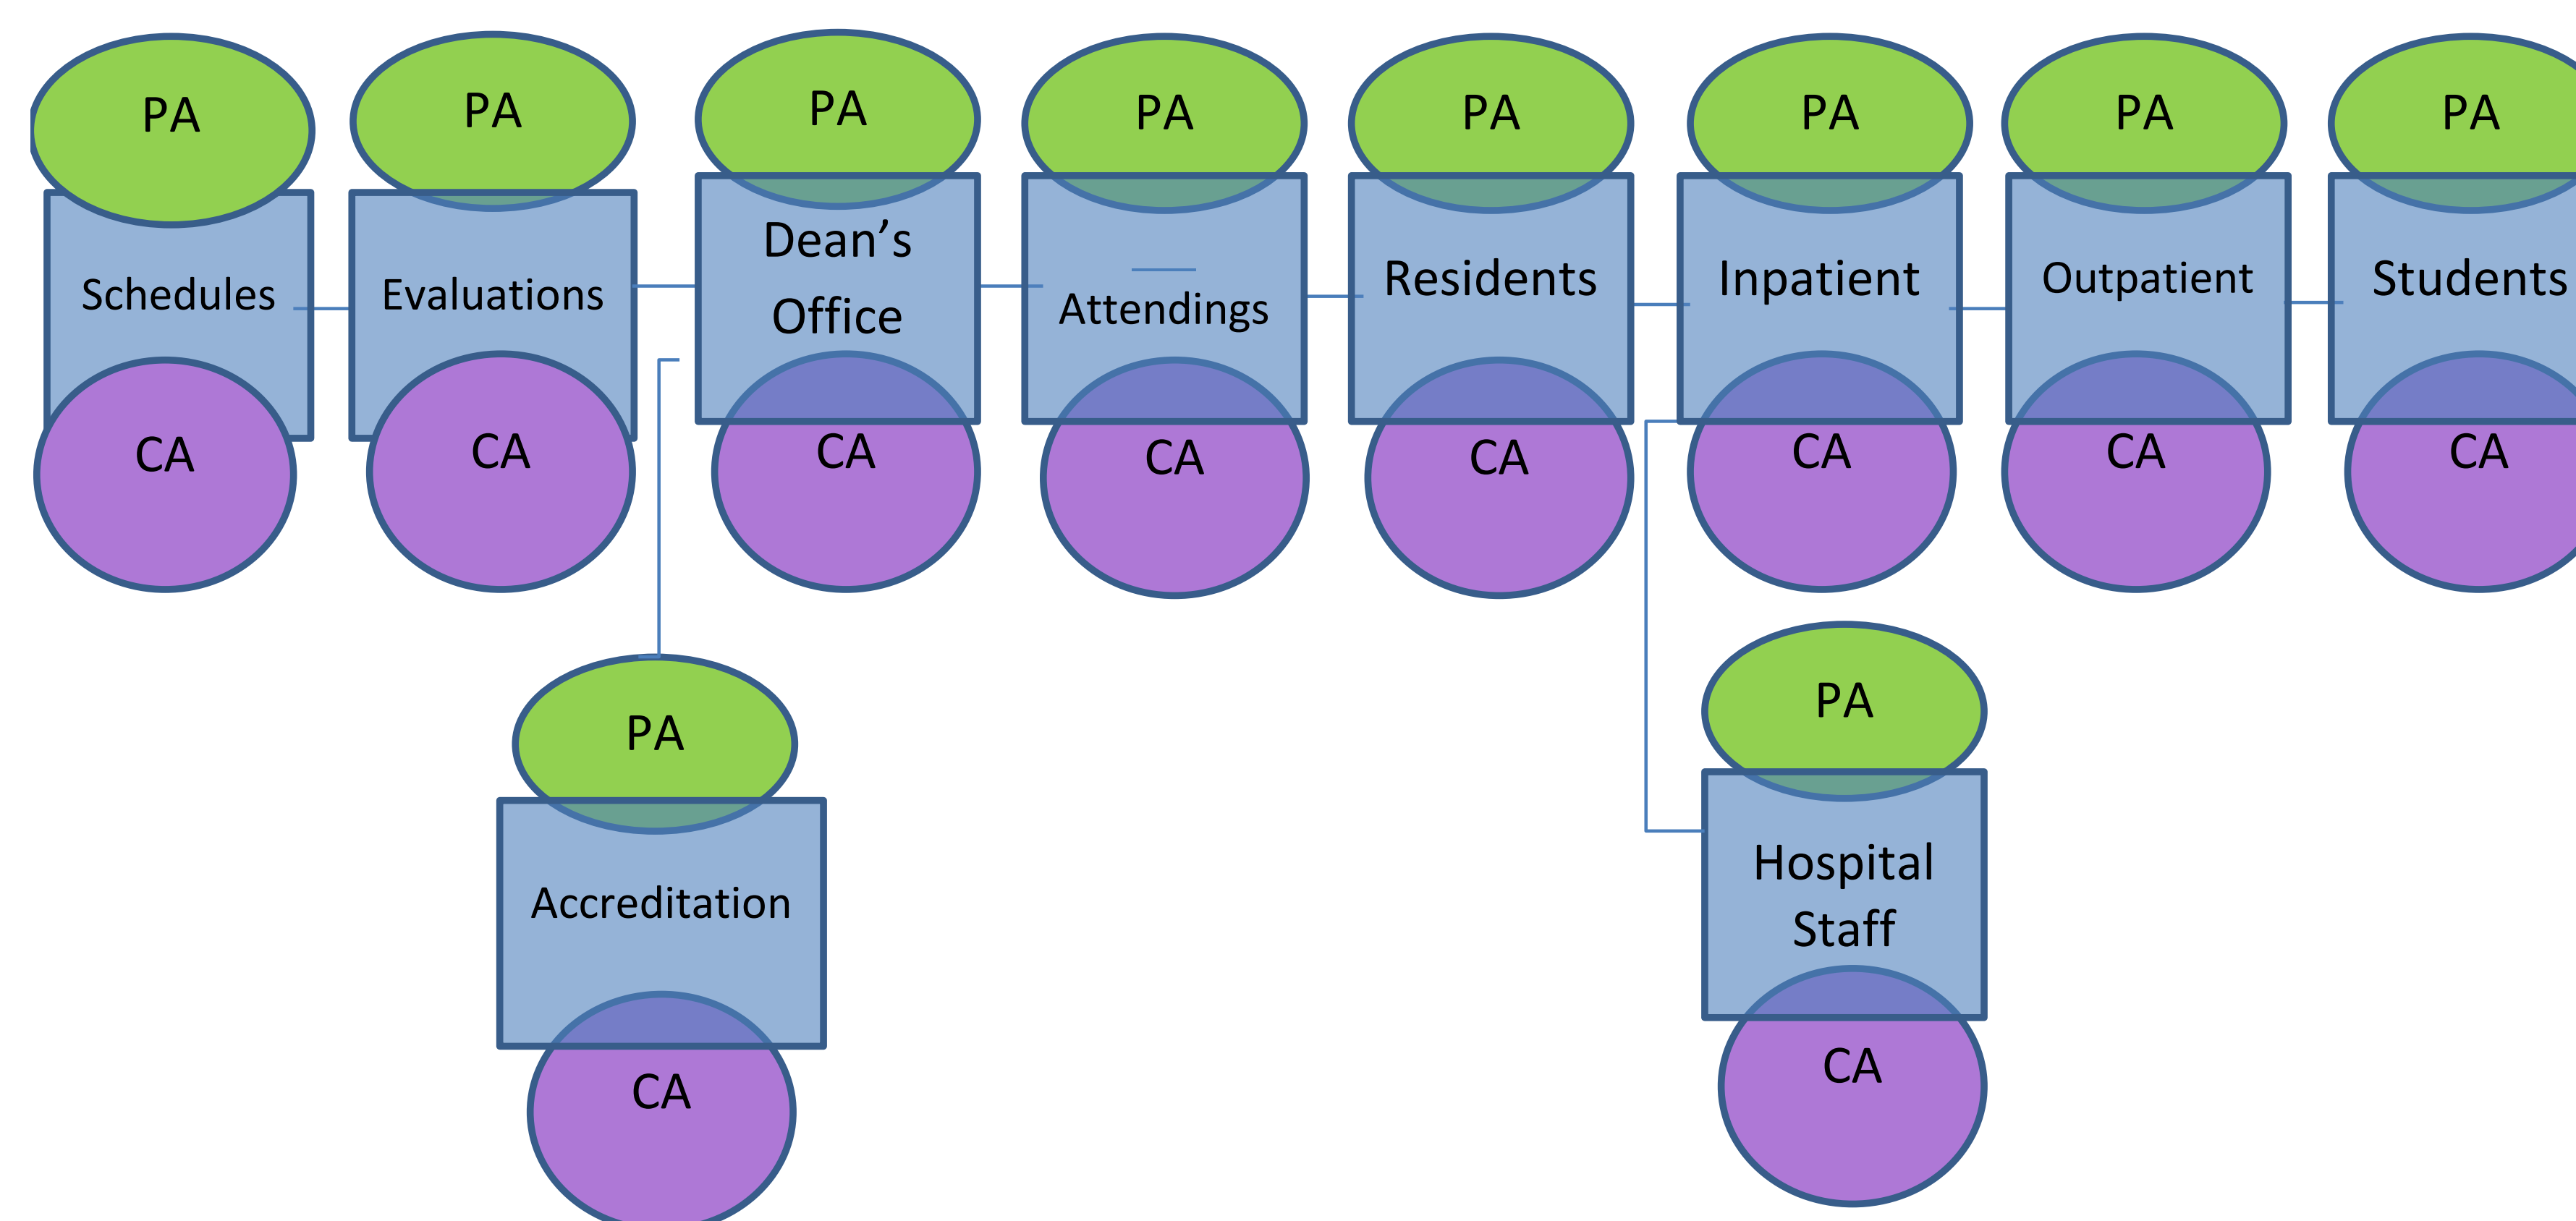 PA
PA
PA
PA
PA
PA
PA
PA
Schedules
Evaluations
Dean’s
Office
Attendings
Residents
Inpatient
Outpatient
Students
CA
CA
CA
CA
CA
CA
CA
CA
PA
Accreditation
CA
PA
Hospital
Staff
CA